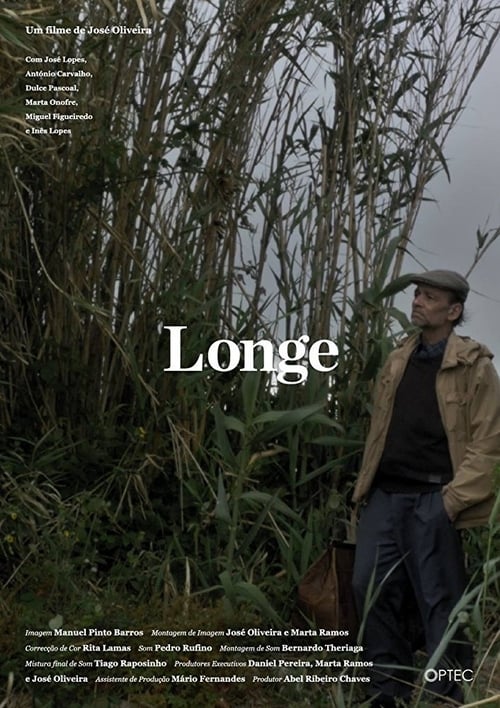 Um filme de José Oliveira
Com José Lopes,
António Carvalho,
Dulce Pascoal,
Marta Onofre,
Miguel Figueiredo
e Inês Lopes
Longe
Imagem Manuel Pinto Barros Montagem de Imagem José Oliveira e Marta Ramos
Correcção de Cor Rita Lamas Som Pedro Rufino Montagem de Som Bernardo Theriaga
Mistura final de Som Tiago Raposinho Produtores Executivos Daniel Pereira, Marta Ramos
e José Oliveira Assistente de Produção Mário Fernandes Produtor Abel Ribeiro Chaves
OPTEC